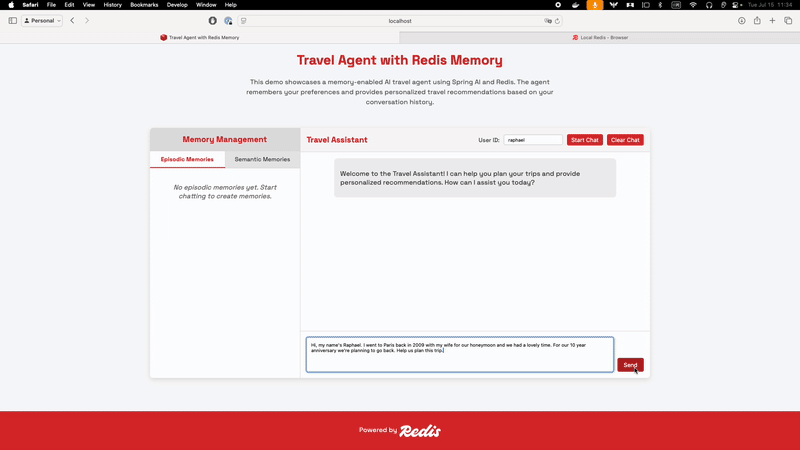 Safari File Edit View History Bookmarks Develop Window Help
Tue Jul 15 11:34
Personal
localhost
Travel Agent with Redis Memory
Local Redis - Browser
Travel Agent with Redis Memory
This demo showcases a memory-enabled AI travel agent using Spring AI and Redis. The agent
remembers your preferences and provides personalized travel recommendations based on your
conversation history.
Memory Management
Episodic Memories
Semantic Memories
No episodic memories yet. Start
chatting to create memories.
Travel Assistant
User ID:
raphael
Start Chat
Clear Chat
Welcome to the Travel Assistant! I can help you plan your trips and provide
personalized recommendations. How can I assist you today?
Hi, my name's Raphael. I went to Paris back in 2009 with my wife for our honeymoon and we had a lovely time. For our 10 year
anniversary we're planning to go back. Help us plan this trip.
Send
Powered by Redis